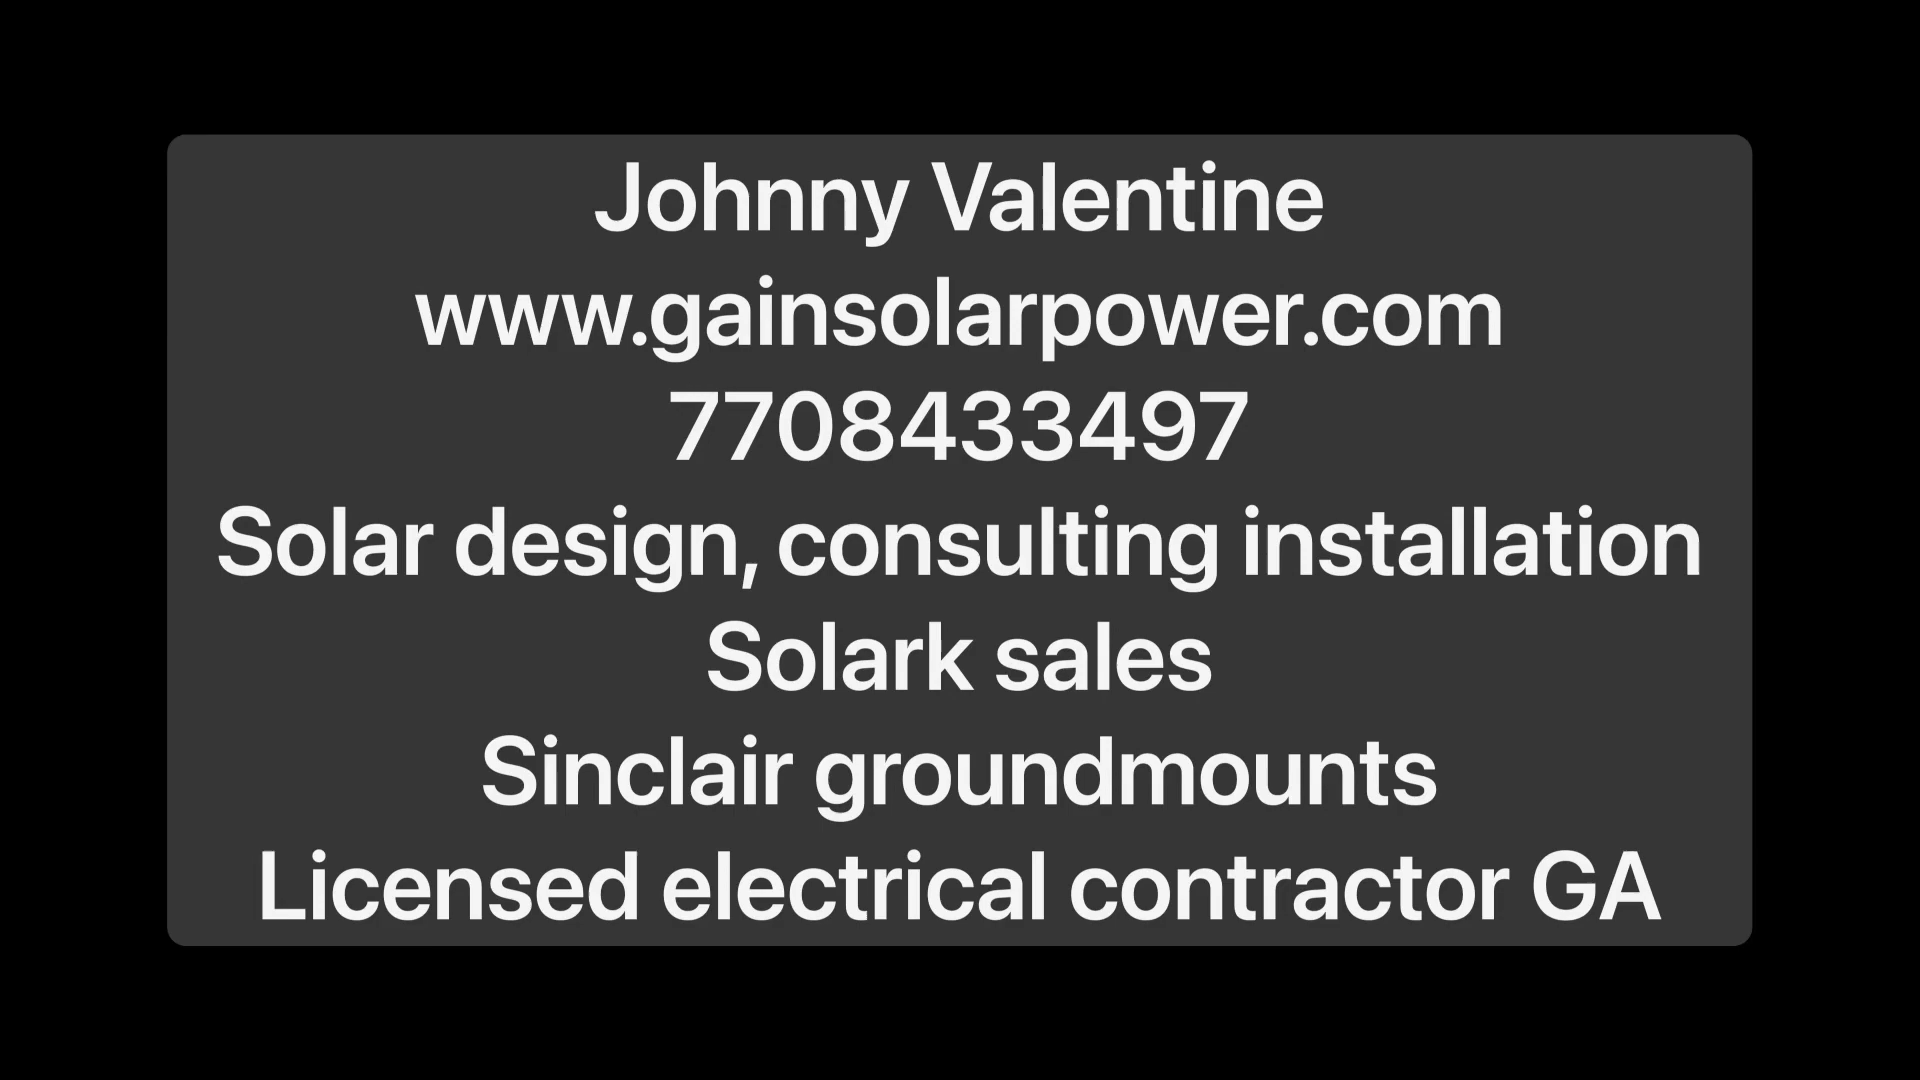 Johnny Valentine
www.gainsolarpower.com
7708433497
Solar design, consulting installation
Solark sales
Sinclair groundmounts
Licensed electrical contractor GA